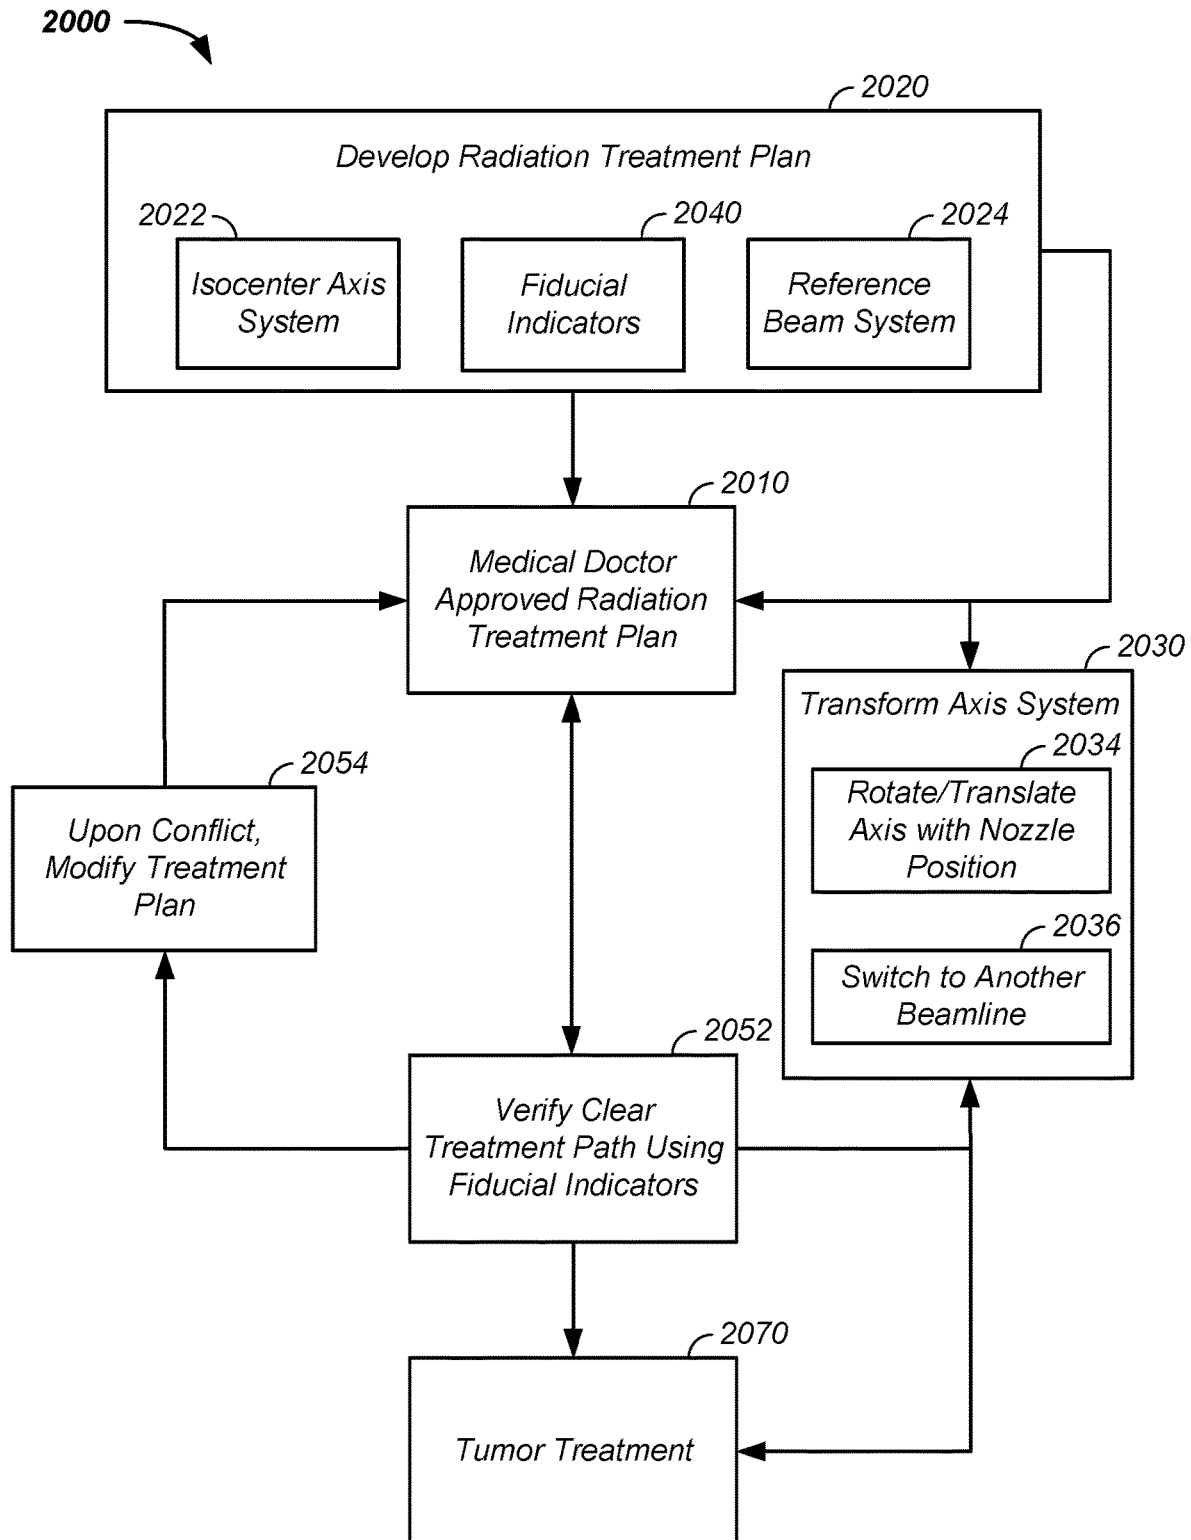 2000
2020
Develop Radiation Treatment Plan
2022
Isocenter Axis
System
2040
Fiducial
Indicators
2024
Reference
Beam System
2010
Medical Doctor
Approved Radiation
Treatment Plan
2030
Transform Axis System
2034
Rotate/Translate
Axis with Nozzle
Position
2036
Switch to Another
Beamline
2054
Upon Conflict,
Modify Treatment
Plan
2052
Verify Clear
Treatment Path Using
Fiducial Indicators
2070
Tumor Treatment